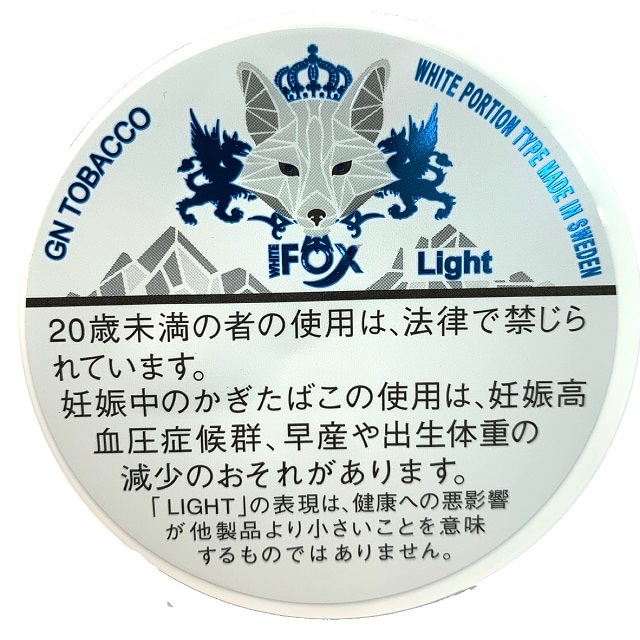 GN TOBACCO
WHITE PORTION TYPE MADE IN SWEDEN
WHITE FOX Light
20歳未満の者の使用は、法律で禁じら
れています。
妊娠中のかぎたばこの使用は、妊娠高
血圧症候群、早産や出生体重の
減少のおそれがあります。
「LIGHT」の表現は、健康への悪影響
が他製品より小さいことを意味
するものではありません。